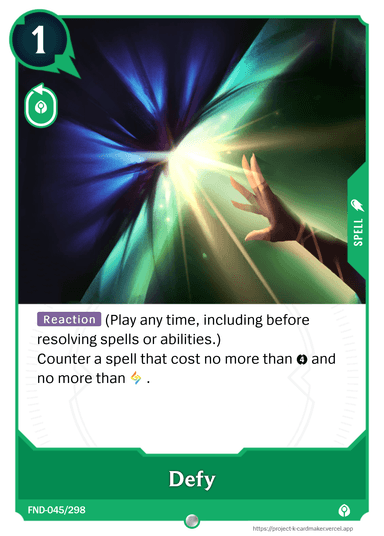 1
SPELL
Reaction (Play any time, including before
resolving spells or abilities.)
Counter a spell that cost no more than 4 and
no more than .
Defy
FND-045/298
https://project-k-cardmaker.vercel.app